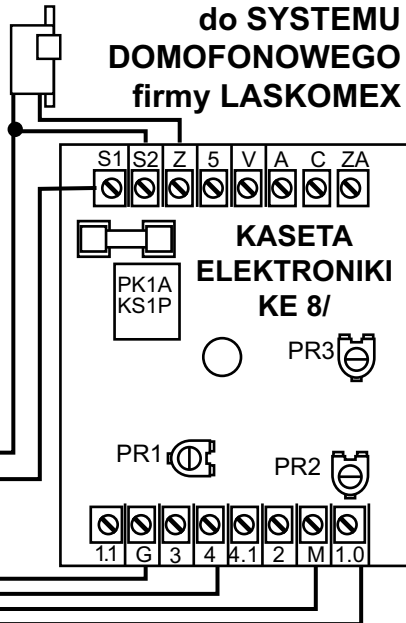 do SYSTEMU
DOMOFONOWEGO
firmy LASKOMEX
S1 S2 Z 5 V A C ZA
KASETA
ELEKTRONIKI
KE 8/
PK1A
KS1P
PR3
PR1
PR2
1.1 G 3 4 4.1 2 M 1.0